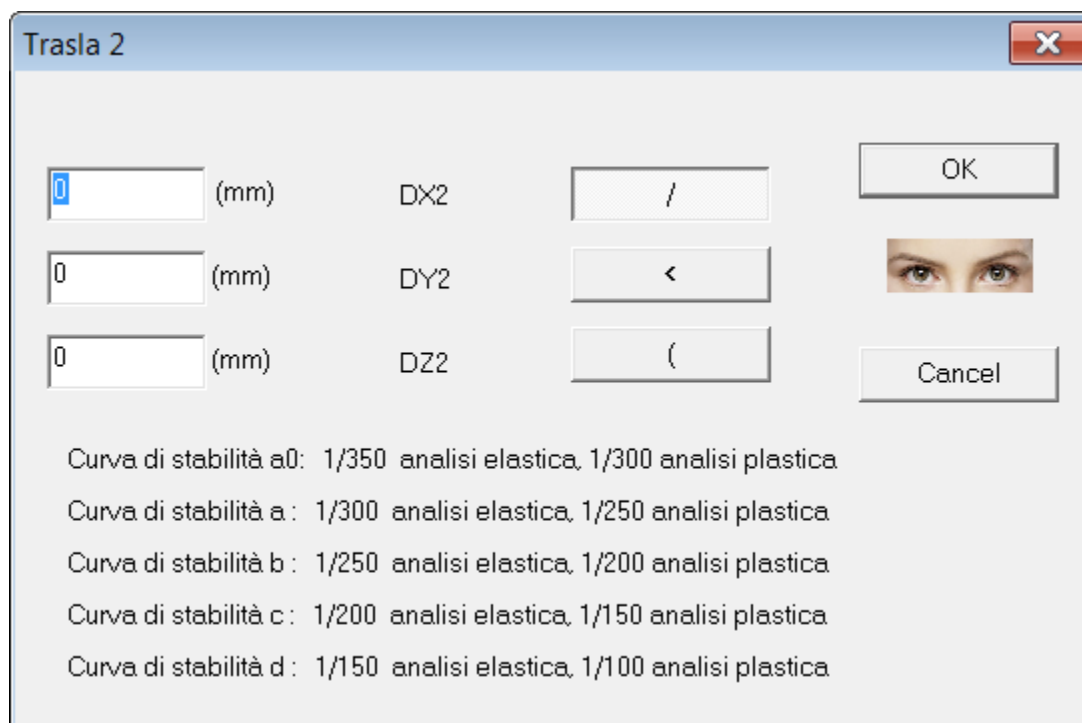 Trasla 2
0 (mm) DX2 / OK
0 (mm) DY2 <
0 (mm) DZ2 (
Cancel
Curva di stabilità a0: 1/350 analisi elastica, 1/300 analisi plastica
Curva di stabilità a : 1/300 analisi elastica, 1/250 analisi plastica
Curva di stabilità b : 1/250 analisi elastica, 1/200 analisi plastica
Curva di stabilità c : 1/200 analisi elastica, 1/150 analisi plastica
Curva di stabilità d : 1/150 analisi elastica, 1/100 analisi plastica